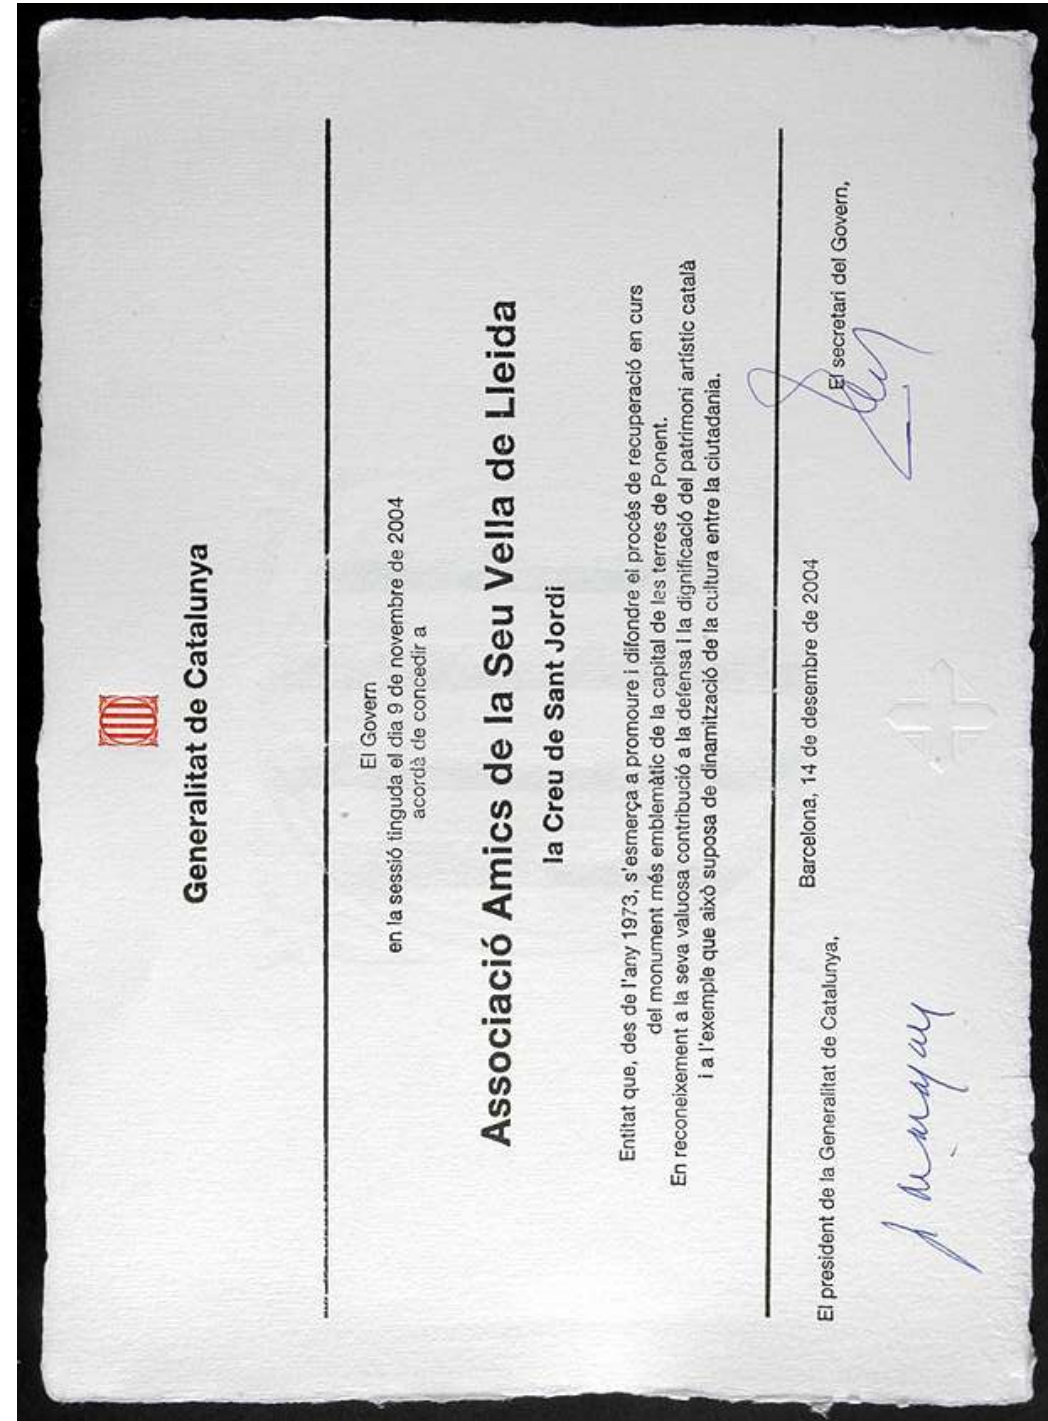 Generalitat de Catalunya
El Govern
en la sessió tinguda el dia 9 de novembre de 2004
acordà de concedir a
Associació Amics de la Seu Vella de Lleida
la Creu de Sant Jordi
Entitat que, des de l'any 1973, s'esmerça a promoure i difondre el procés de recuperació en curs
del monument més emblemàtic de la capital de les terres de Ponent.
En reconeixement a la seva valuosa contribució a la defensa i la dignificació del patrimoni artístic català
i a l'exemple que això suposa de dinamització de la cultura entre la ciutadania.
El president de la Generalitat de Catalunya,
Barcelona, 14 de desembre de 2004
El secretari del Govern,